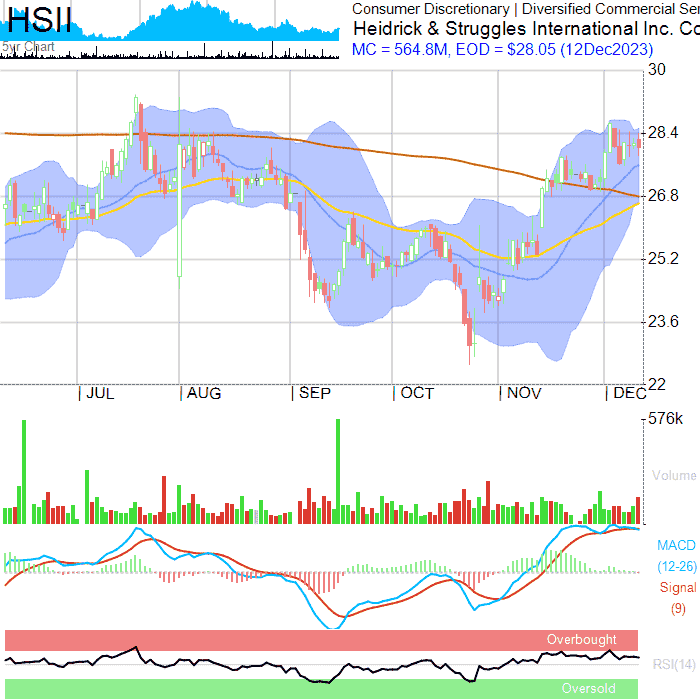 HSII
5yr Chart
Consumer Discretionary | Diversified Commercial Ser
Heidrick & Struggles International Inc. Co
MC = 564.8M, EOD = $28.05 (12Dec2023)
30
28.4
26.8
25.2
23.6
22
JUL AUG SEP OCT NOV DEC
576k
Volume
MACD
(12-26)
Signal
(9)
Overbought
RSI(14)
Oversold